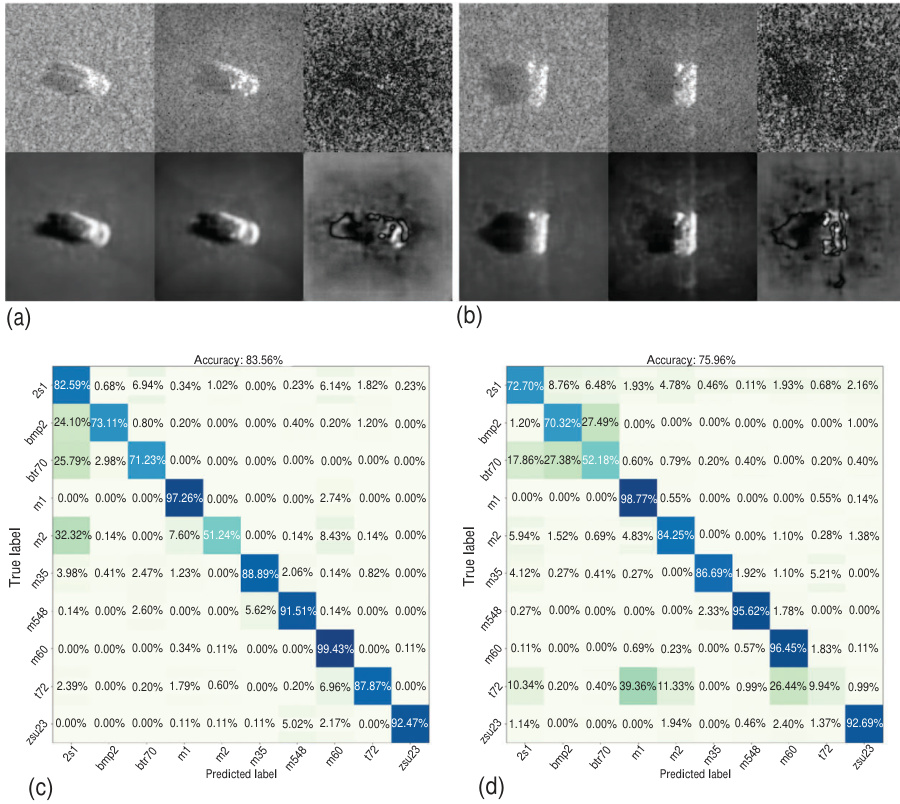 (a)
(b)
Accuracy: 83.56%
True label
2s1 82.59% 0.68% 6.94% 0.34% 1.02% 0.00% 0.23% 6.14% 1.82% 0.23%
bmp2 24.10% 73.11% 0.80% 0.20% 0.00% 0.00% 0.40% 0.20% 1.20% 0.00%
btr70 25.79% 2.98% 71.23% 0.00% 0.00% 0.00% 0.00% 0.00% 0.00% 0.00%
m1 0.00% 0.00% 0.00% 97.26% 0.00% 0.00% 0.00% 2.74% 0.00% 0.00%
m2 32.32% 0.14% 0.00% 7.60% 51.24% 0.00% 0.14% 8.43% 0.14% 0.00%
m35 3.98% 0.41% 2.47% 1.23% 0.00% 88.89% 2.06% 0.14% 0.82% 0.00%
m548 0.14% 0.00% 2.60% 0.00% 0.00% 5.62% 91.51% 0.14% 0.00% 0.00%
m60 0.00% 0.00% 0.00% 0.34% 0.11% 0.00% 0.00% 99.43% 0.00% 0.11%
t72 2.39% 0.00% 0.20% 1.79% 0.60% 0.00% 0.20% 6.96% 87.87% 0.00%
zsu23 0.00% 0.00% 0.00% 0.11% 0.11% 0.11% 5.02% 2.17% 0.00% 92.47%
2s1 bmp2 btr70 m1 m2 m35 m548 m60 t72 zsu23
Predicted label
(c)
Accuracy: 75.96%
True label
2s1 72.70% 8.76% 6.48% 1.93% 4.78% 0.46% 0.11% 1.93% 0.68% 2.16%
bmp2 1.20% 70.32% 27.49% 0.00% 0.00% 0.00% 0.00% 0.00% 0.00% 1.00%
btr70 17.86% 27.38% 52.18% 0.60% 0.79% 0.20% 0.40% 0.00% 0.20% 0.40%
m1 0.00% 0.00% 0.00% 98.77% 0.55% 0.00% 0.00% 0.00% 0.55% 0.14%
m2 5.94% 1.52% 0.69% 4.83% 84.25% 0.00% 0.00% 1.10% 0.28% 1.38%
m35 4.12% 0.27% 0.41% 0.27% 0.00% 86.69% 1.92% 1.10% 5.21% 0.00%
m548 0.27% 0.00% 0.00% 0.00% 0.00% 2.33% 95.62% 1.78% 0.00% 0.00%
m60 0.11% 0.00% 0.00% 0.69% 0.23% 0.00% 0.57% 96.45% 1.83% 0.11%
t72 10.34% 0.20% 0.40% 39.36% 11.33% 0.00% 0.99% 26.44% 9.94% 0.99%
zsu23 1.14% 0.00% 0.00% 0.00% 1.94% 0.00% 0.46% 2.40% 1.37% 92.69%
2s1 bmp2 btr70 m1 m2 m35 m548 m60 t72 zsu23
Predicted label
(d)